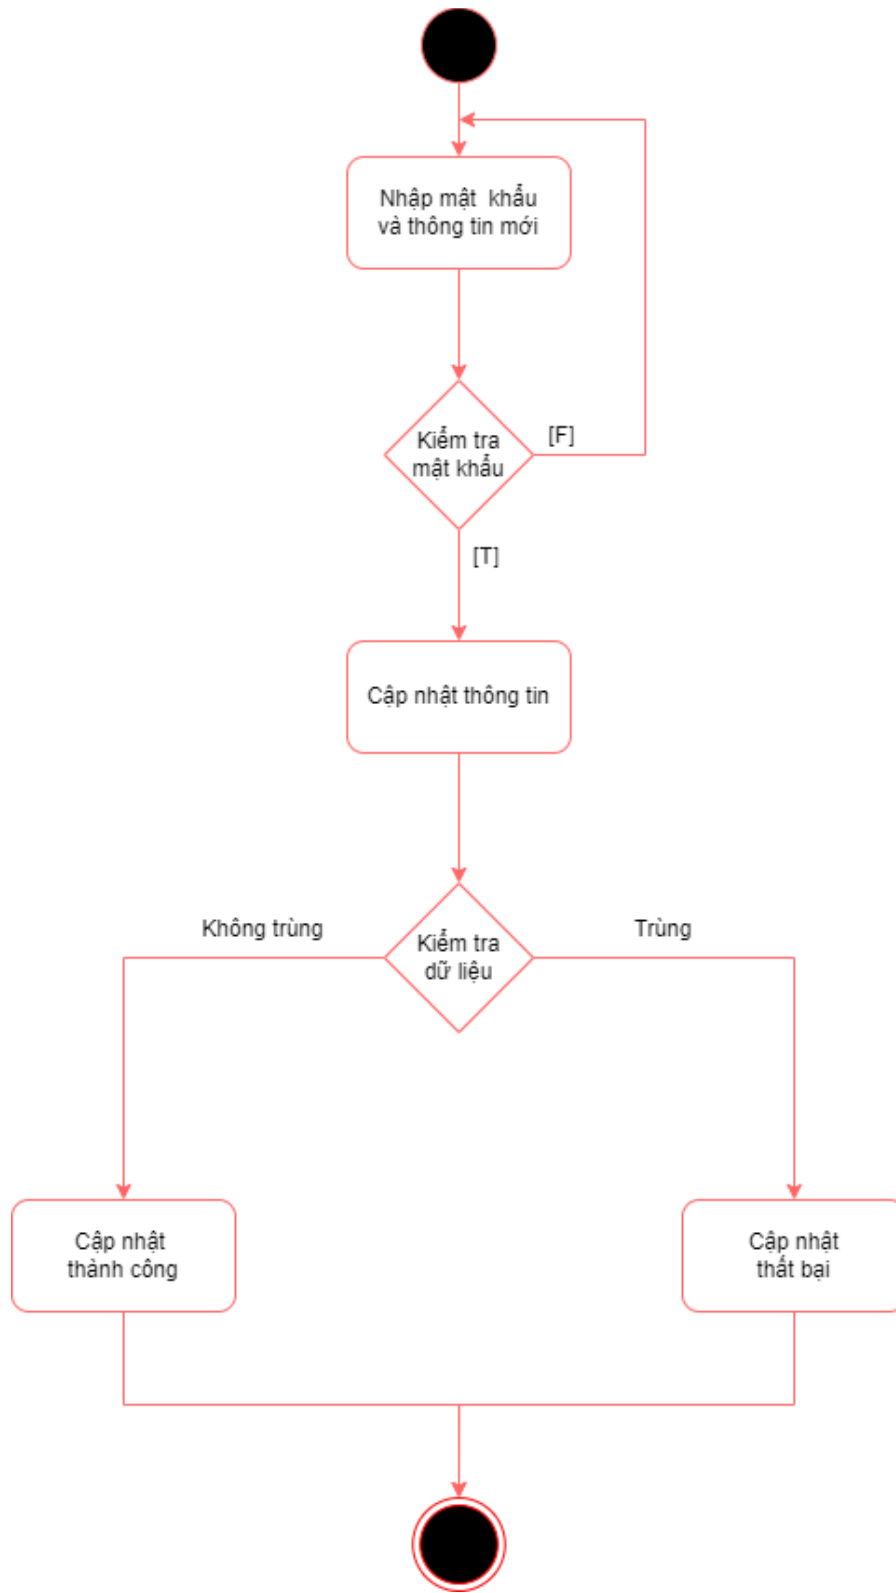 Nhập mật khẩu
và thông tin mới
Kiểm tra
mật khẩu
[F]
[T]
Cập nhật thông tin
Không trùng
Kiểm tra
dữ liệu
Trùng
Cập nhật
thành công
Cập nhật
thất bại